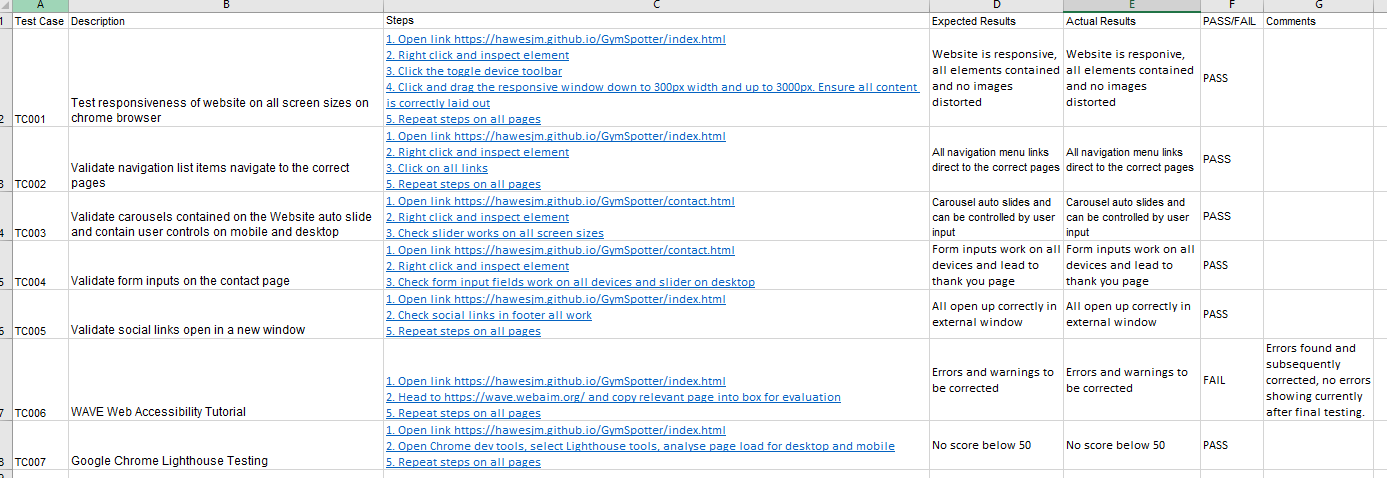 A B C D E F G
1 Test Case Description Steps Expected Results Actual Results PASS/FAIL Comments
2 TC001
Test responsiveness of website on all screen sizes on
chrome browser
1. Open link https://hawesjm.github.io/GymSpotter/index.html
2. Right click and inspect element
3. Click the toggle device toolbar
4. Click and drag the responsive window down to 300px width and up to 3000px. Ensure all content
is correctly laid out
5. Repeat steps on all pages
Website is responsive,
all elements contained
and no images
distorted
Website is responive,
all elements contained
and no images
distorted
PASS
3 TC002
Validate navigation list items navigate to the correct
pages
1. Open link https://hawesjm.github.io/GymSpotter/index.html
2. Right click and inspect element
3. Click on all links
5. Repeat steps on all pages
All navigation menu links
direct to the correct pages
All navigation menu links
direct to the correct pages
PASS
4 TC003
Validate carousels contained on the Website auto slide
and contain user controls on mobile and desktop
1. Open link https://hawesjm.github.io/GymSpotter/contact.html
2. Right click and inspect element
3. Check slider works on all screen sizes
Carousel auto slides and
can be controlled by user
input
Carousel auto slides and
can be controlled by user
input
PASS
5 TC004
Validate form inputs on the contact page
1. Open link https://hawesjm.github.io/GymSpotter/contact.html
2. Right click and inspect element
3. Check form input fields work on all devices and slider on desktop
Form inputs work on all
devices and lead to
thank you page
Form inputs work on all
devices and lead to
thank you page
PASS
6 TC005
Validate social links open in a new window
1. Open link https://hawesjm.github.io/GymSpotter/index.html
2. Check social links in footer all work
5. Repeat steps on all pages
All open up correctly in
external window
All open up correctly in
external window
PASS
7 TC006
WAVE Web Accessibility Tutorial
1. Open link https://hawesjm.github.io/GymSpotter/index.html
2. Head to https://wave.webaim.org/ and copy relevant page into box for evaluation
5. Repeat steps on all pages
Errors and warnings to
be corrected
Errors and warnings to
be corrected
FAIL
Errors found and
subsequently
corrected, no errors
showing currently
after final testing.
8 TC007
Google Chrome Lighthouse Testing
1. Open link https://hawesjm.github.io/GymSpotter/index.html
2. Open Chrome dev tools, select Lighthouse tools, analyse page load for desktop and mobile
5. Repeat steps on all pages
No score below 50
No score below 50
PASS